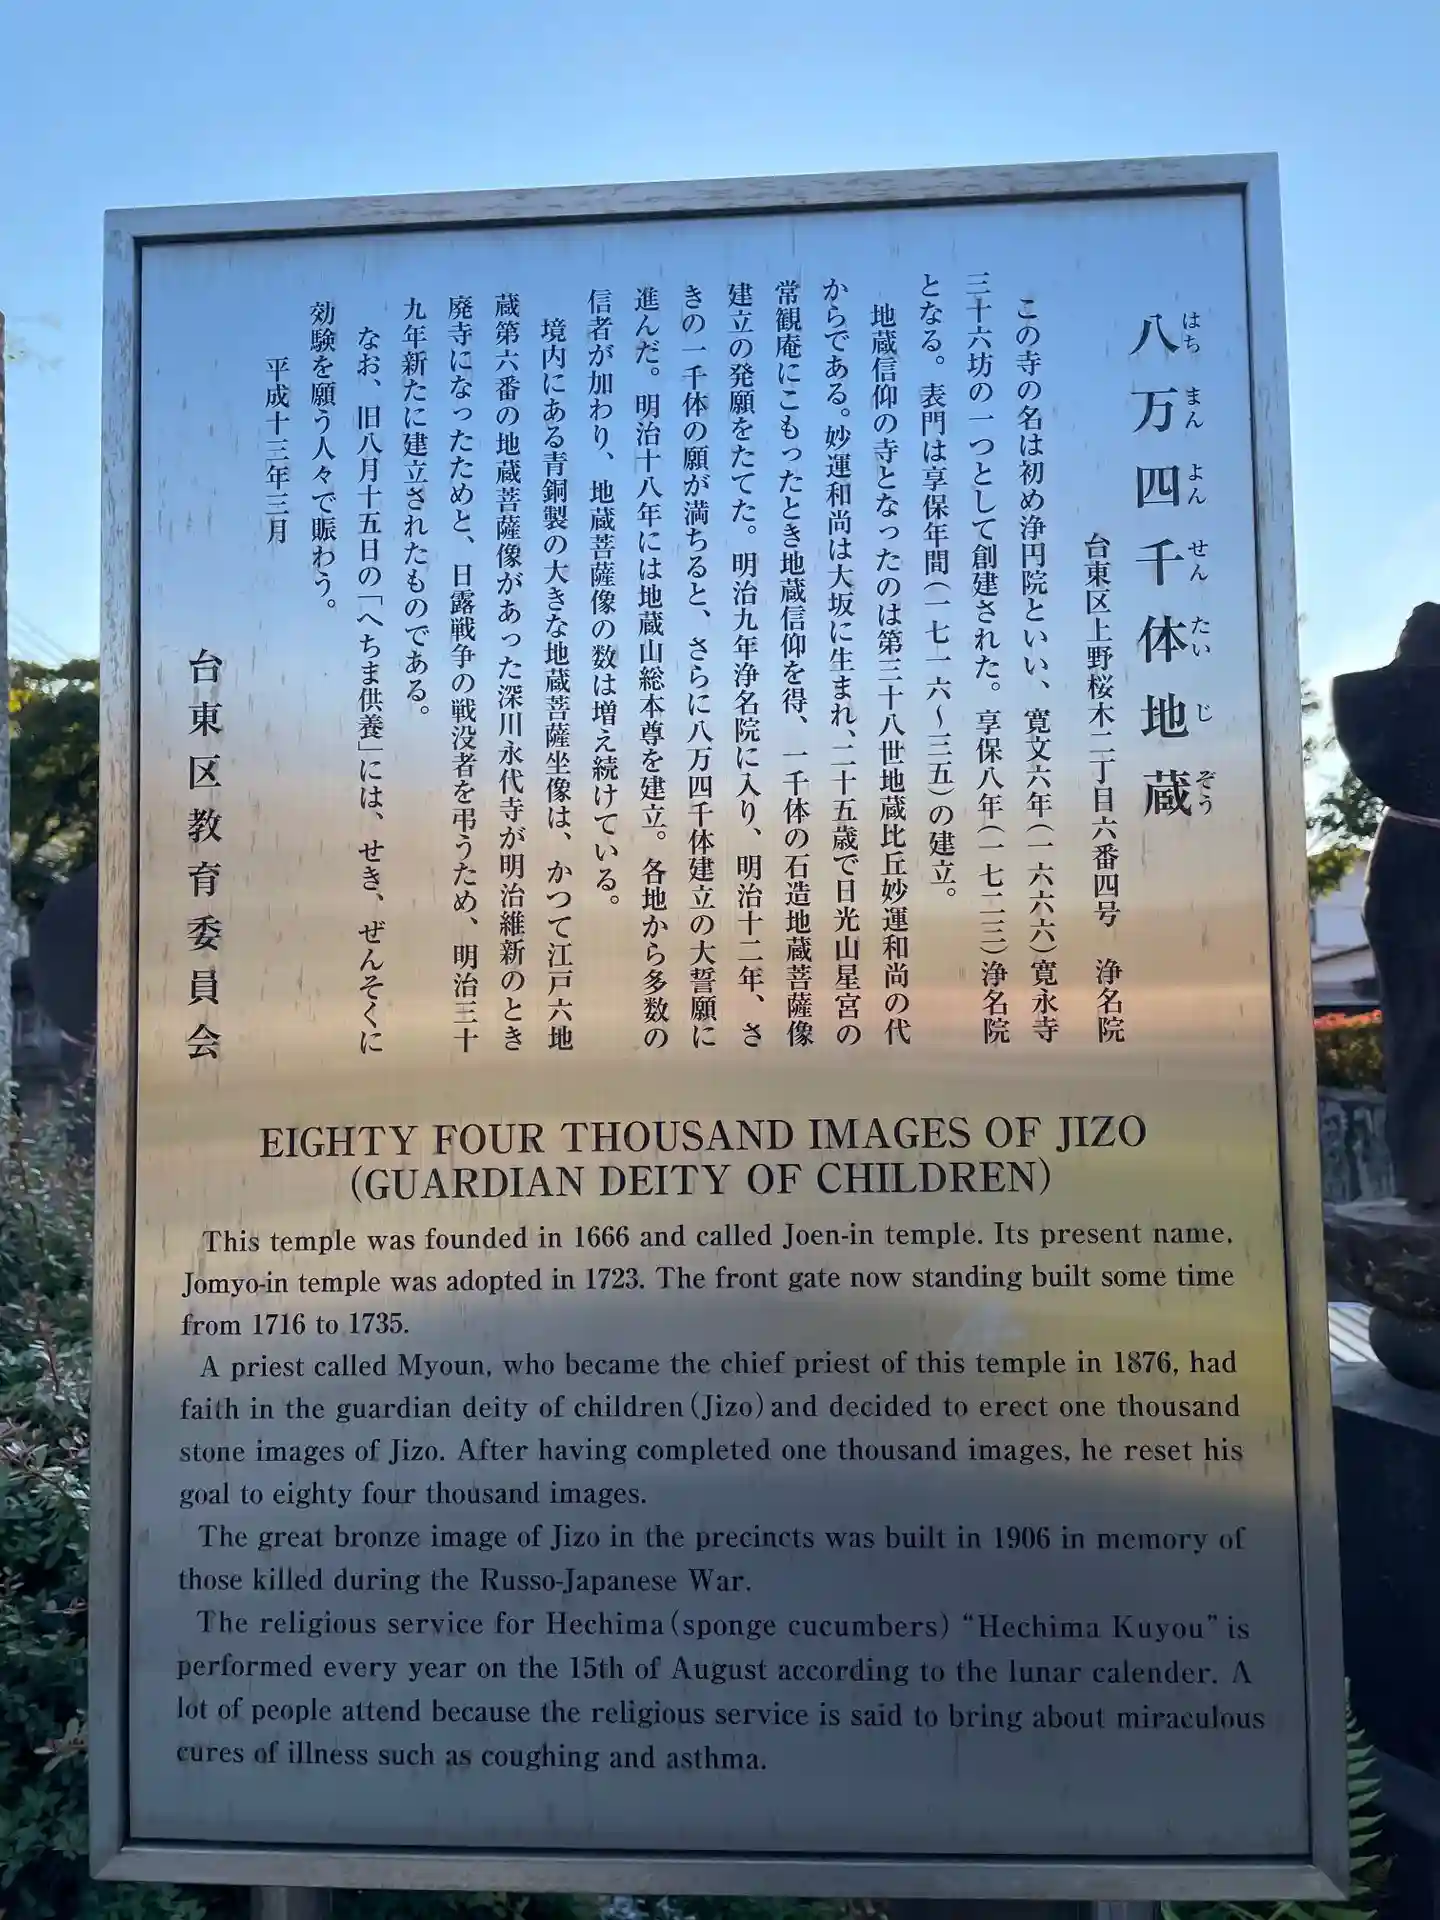 八万四千体地蔵
はちまんよんせんたいじぞう
台東区上野桜木二丁目六番四号　浄名院
この寺の名は初め浄円院といい、寛文六年(一六六六)寛永寺
三十六坊の一つとして創建された。享保八年(一七二三)浄名院
となる。表門は享保年間(一七一六～三五)の建立。
地蔵信仰の寺となったのは第三十八世地蔵比丘妙運和尚の代
からである。妙運和尚は大坂に生まれ、二十五歳で日光山星宮の
常観庵にこもったとき地蔵信仰を得、一千体の石造地蔵菩薩像
建立の発願をたてた。明治九年浄名院に入り、明治十二年、さ
きの一千体の願が満ちると、さらに八万四千体建立の大誓願に
進んだ。明治十八年には地蔵山総本尊を建立。各地から多数の
信者が加わり、地蔵菩薩像の数は増え続けている。
境内にある青銅製の大きな地蔵菩薩坐像は、かつて江戸六地
蔵第六番の地蔵菩薩像があった深川永代寺が明治維新のとき
廃寺になったためと、日露戦争の戦没者を弔うため、明治三十
九年新たに建立されたものである。
なお、旧八月十五日の「へちま供養」には、せき、ぜんそくに
効験を願う人々で賑わう。
平成十三年三月
台東区教育委員会
EIGHTY FOUR THOUSAND IMAGES OF JIZO
(GUARDIAN DEITY OF CHILDREN)
This temple was founded in 1666 and called Joen-in temple. Its present name,
Jomyo-in temple was adopted in 1723. The front gate now standing built some time
from 1716 to 1735.
A priest called Myoun, who became the chief priest of this temple in 1876, had
faith in the guardian deity of children(Jizo)and decided to erect one thousand
stone images of Jizo. After having completed one thousand images, he reset his
goal to eighty four thousand images.
The great bronze image of Jizo in the precincts was built in 1906 in memory of
those killed during the Russo-Japanese War.
The religious service for Hechima(sponge cucumbers) "Hechima Kuyou" is
performed every year on the 15th of August according to the lunar calender. A
lot of people attend because the religious service is said to bring about miraculous
cures of illness such as coughing and asthma.